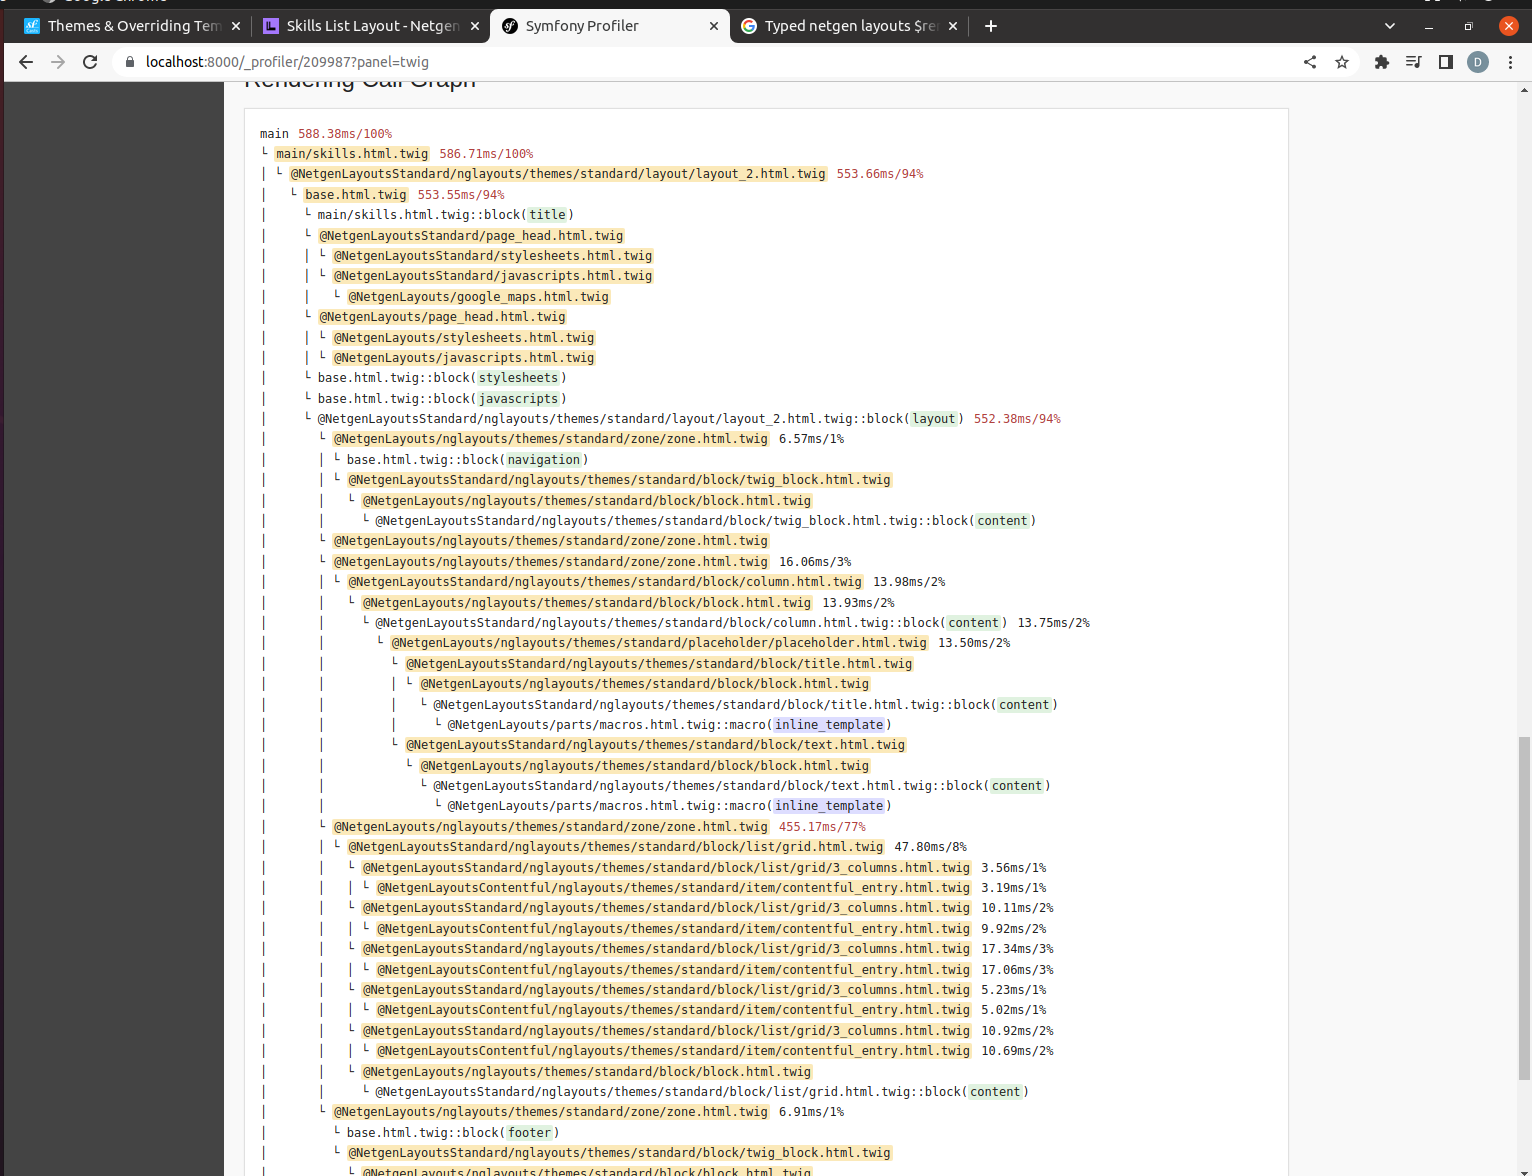 Google Chrome
Themes & Overriding Tem
Skills List Layout - Netgen
Symfony Profiler
Typed netgen layouts $re
localhost:8000/_profiler/209987?panel=twig
D
Rendering Call Graph
main 588.38ms/100%
└ main/skills.html.twig 586.71ms/100%
│ └ @NetgenLayoutsStandard/nglayouts/themes/standard/layout/layout_2.html.twig 553.66ms/94%
│   └ base.html.twig 553.55ms/94%
│     └ main/skills.html.twig::block(title)
│     └ @NetgenLayoutsStandard/page_head.html.twig
│     │ └ @NetgenLayoutsStandard/stylesheets.html.twig
│     │ └ @NetgenLayoutsStandard/javascripts.html.twig
│     │   └ @NetgenLayouts/google_maps.html.twig
│     └ @NetgenLayouts/page_head.html.twig
│     │ └ @NetgenLayouts/stylesheets.html.twig
│     │ └ @NetgenLayouts/javascripts.html.twig
│     └ base.html.twig::block(stylesheets)
│     └ base.html.twig::block(javascripts)
│     └ @NetgenLayoutsStandard/nglayouts/themes/standard/layout/layout_2.html.twig::block(layout) 552.38ms/94%
│       └ @NetgenLayouts/nglayouts/themes/standard/zone/zone.html.twig 6.57ms/1%
│       │ └ base.html.twig::block(navigation)
│       │ └ @NetgenLayoutsStandard/nglayouts/themes/standard/block/twig_block.html.twig
│       │   └ @NetgenLayouts/nglayouts/themes/standard/block/block.html.twig
│       │     └ @NetgenLayoutsStandard/nglayouts/themes/standard/block/twig_block.html.twig::block(content)
│       └ @NetgenLayouts/nglayouts/themes/standard/zone/zone.html.twig
│       └ @NetgenLayouts/nglayouts/themes/standard/zone/zone.html.twig 16.06ms/3%
│       │ └ @NetgenLayoutsStandard/nglayouts/themes/standard/block/column.html.twig 13.98ms/2%
│       │   └ @NetgenLayouts/nglayouts/themes/standard/block/block.html.twig 13.93ms/2%
│       │     └ @NetgenLayoutsStandard/nglayouts/themes/standard/block/column.html.twig::block(content) 13.75ms/2%
│       │       └ @NetgenLayouts/nglayouts/themes/standard/placeholder/placeholder.html.twig 13.50ms/2%
│       │         └ @NetgenLayoutsStandard/nglayouts/themes/standard/block/title.html.twig
│       │         │ └ @NetgenLayouts/nglayouts/themes/standard/block/block.html.twig
│       │         │   └ @NetgenLayoutsStandard/nglayouts/themes/standard/block/title.html.twig::block(content)
│       │         │     └ @NetgenLayouts/parts/macros.html.twig::macro(inline_template)
│       │         └ @NetgenLayoutsStandard/nglayouts/themes/standard/block/text.html.twig
│       │           └ @NetgenLayouts/nglayouts/themes/standard/block/block.html.twig
│       │             └ @NetgenLayoutsStandard/nglayouts/themes/standard/block/text.html.twig::block(content)
│       │               └ @NetgenLayouts/parts/macros.html.twig::macro(inline_template)
│       └ @NetgenLayouts/nglayouts/themes/standard/zone/zone.html.twig 455.17ms/77%
│       │ └ @NetgenLayoutsStandard/nglayouts/themes/standard/block/list/grid.html.twig 47.80ms/8%
│       │   └ @NetgenLayoutsStandard/nglayouts/themes/standard/block/list/grid/3_columns.html.twig 3.56ms/1%
│       │   │ └ @NetgenLayoutsContentful/nglayouts/themes/standard/item/contentful_entry.html.twig 3.19ms/1%
│       │   └ @NetgenLayoutsStandard/nglayouts/themes/standard/block/list/grid/3_columns.html.twig 10.11ms/2%
│       │   │ └ @NetgenLayoutsContentful/nglayouts/themes/standard/item/contentful_entry.html.twig 9.92ms/2%
│       │   └ @NetgenLayoutsStandard/nglayouts/themes/standard/block/list/grid/3_columns.html.twig 17.34ms/3%
│       │   │ └ @NetgenLayoutsContentful/nglayouts/themes/standard/item/contentful_entry.html.twig 17.06ms/3%
│       │   └ @NetgenLayoutsStandard/nglayouts/themes/standard/block/list/grid/3_columns.html.twig 5.23ms/1%
│       │   │ └ @NetgenLayoutsContentful/nglayouts/themes/standard/item/contentful_entry.html.twig 5.02ms/1%
│       │   └ @NetgenLayoutsStandard/nglayouts/themes/standard/block/list/grid/3_columns.html.twig 10.92ms/2%
│       │   │ └ @NetgenLayoutsContentful/nglayouts/themes/standard/item/contentful_entry.html.twig 10.69ms/2%
│       │   └ @NetgenLayouts/nglayouts/themes/standard/block/block.html.twig
│       │     └ @NetgenLayoutsStandard/nglayouts/themes/standard/block/list/grid.html.twig::block(content)
│       └ @NetgenLayouts/nglayouts/themes/standard/zone/zone.html.twig 6.91ms/1%
│         └ base.html.twig::block(footer)
│         └ @NetgenLayoutsStandard/nglayouts/themes/standard/block/twig_block.html.twig
│           └ @NetgenLayouts/nglayouts/themes/standard/block/block.html.twig